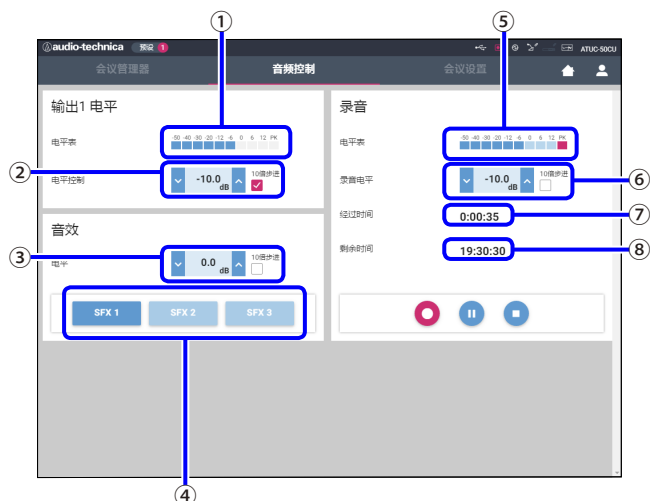 ① ⑤
audio-technica 预设 1 ATUC-50CU
会议管理器 音频控制 会议设置
输出1 电平
电平表 -50 -40 -30 -20 -12 -6 0 6 12 PK
② 电平控制 -10.0 dB 10倍步进
音效
③ 电平 0.0 dB 10倍步进
SFX 1 SFX 2 SFX 3
④
录音
电平表 -50 -40 -30 -20 -12 -6 0 6 12 PK
录音电平 -10.0 dB 10倍步进 ⑥
经过时间 0:00:35 ⑦
剩余时间 19:30:30 ⑧